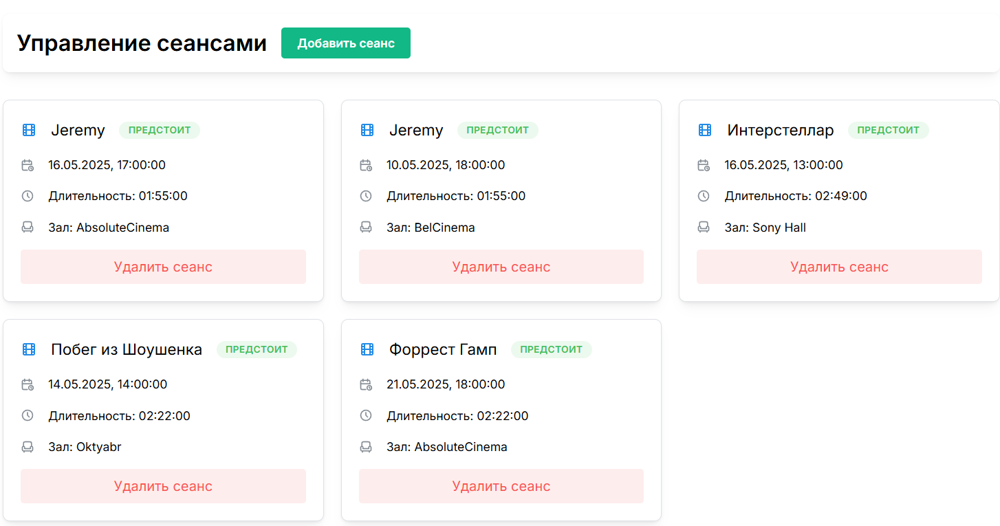 Управление сеансами
Добавить сеанс
Jeremy ПРЕДСТОИТ
16.05.2025, 17:00:00
Длительность: 01:55:00
Зал: AbsoluteCinema
Удалить сеанс
Jeremy ПРЕДСТОИТ
10.05.2025, 18:00:00
Длительность: 01:55:00
Зал: BelCinema
Удалить сеанс
Интерстеллар ПРЕДСТОИТ
16.05.2025, 13:00:00
Длительность: 02:49:00
Зал: Sony Hall
Удалить сеанс
Побег из Шоушенка ПРЕДСТОИТ
14.05.2025, 14:00:00
Длительность: 02:22:00
Зал: Oktyabr
Удалить сеанс
Форрест Гамп ПРЕДСТОИТ
21.05.2025, 18:00:00
Длительность: 02:22:00
Зал: AbsoluteCinema
Удалить сеанс